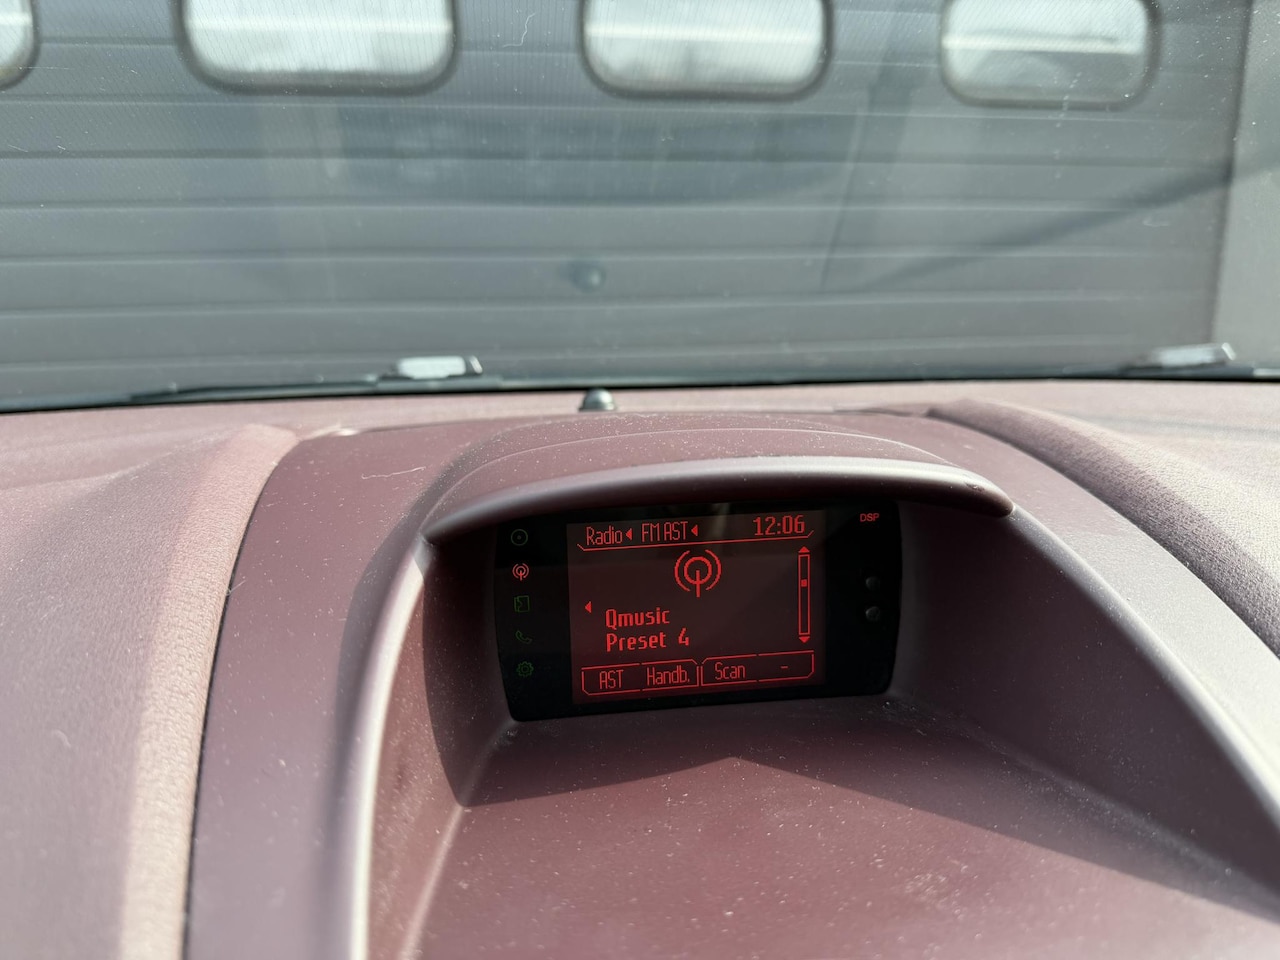 Radio FM AST 12:06
DSP
Qmusic
Preset 4
AST Handb. Scan -